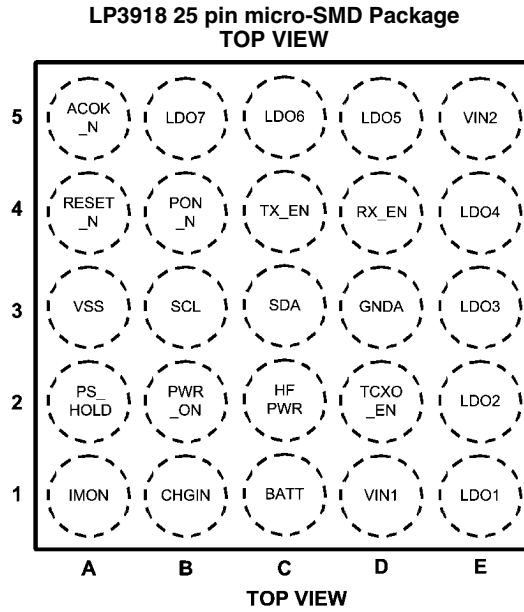 LP3918 25 pin micro-SMD Package
TOP VIEW
5
ACOK
_N
LDO7
LDO6
LDO5
VIN2
4
RESET
_N
PON
_N
TX_EN
RX_EN
LDO4
3
VSS
SCL
SDA
GNDA
LDO3
2
PS_
HOLD
PWR
_ON
HF
PWR
TCXO
_EN
LDO2
1
IMON
CHGIN
BATT
VIN1
LDO1
A B C D E
TOP VIEW